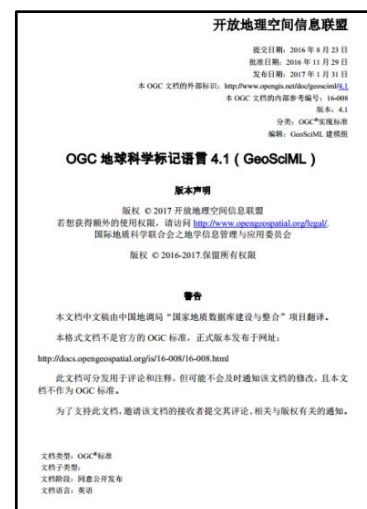 开放地理空间信息联盟
提交日期：2016 年 8 月 23 日
批准日期：2016 年 11 月 29 日
发布日期：2017 年 1 月 31 日
本 OGC 文档的外部标识：http://www.opengis.net/doc/geosciml/4.1
本 OGC 文档的内部参考编号：16-008
版本：4.1
分类：OGC®实现标准
编辑：GeoSciML 建模组
OGC 地球科学标记语言 4.1（GeoSciML）
版本声明
版权 © 2017 开放地理空间信息联盟
若想获得额外的使用权限，请访问 http://www.opengeospatial.org/legal/.
国际地质科学联合会之地学信息管理与应用委员会
版权 © 2016-2017.保留所有权限
警告
本文档中文稿由中国地调局“国家地质数据库建设与整合”项目翻译。
本格式文档不是官方的 OGC 标准，正式版本发布于网址：
http://docs.opengeospatial.org/is/16-008/16-008.html
此文档可分发用于评论和注释，但可能不会及时通知该文档的修改，且本文
档不作为 OGC 标准。
为了支持此文档，邀请该文档的接收者提交其评论、相关与版权有关的通知。
文档类型：OGC®标准
文档子类型：
文档阶段：同意公开发布
文档语言：英语